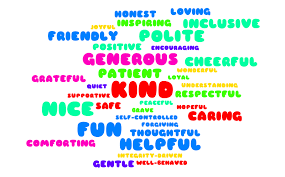 HONEST LOVING
JOYFUL INSPIRING INCLUSIVE
FRIENDLY POLITE
POSITIVE ENCOURAGING
GENEROUS CHEERFUL
PATIENT WONDERFUL
GRATEFUL LOYAL
QUIET KIND UNDERSTANDING
SUPPORTIVE RESPECTFUL
NICE SAFE PEACEFUL HOPEFUL
BRAVE CARING
SELF-CONTROLLED
FUN FORGIVING
THOUGHTFUL
COMFORTING HELPFUL
INTEGRITY-DRIVEN
GENTLE WELL-BEHAVED